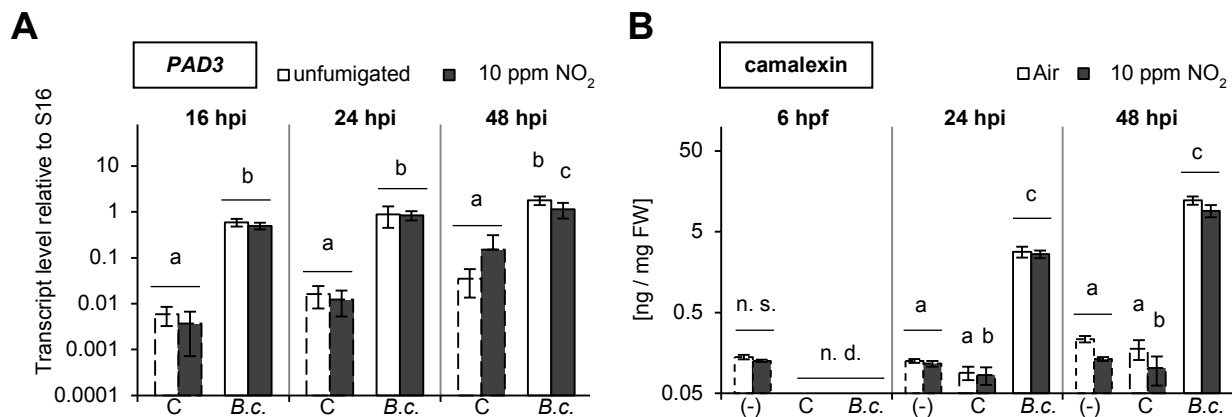 A
PAD3
unfumigated 10 ppm NO₂
16 hpi 24 hpi 48 hpi
Transcript level relative to S16
10
1
0.1
0.01
0.001
0.0001
a b a b a b c
C B.c. C B.c. C B.c.
B
camalexin
Air 10 ppm NO₂
6 hpf 24 hpi 48 hpi
[ng / mg FW]
50
5
0.5
0.05
n. s. n. d. a a b c a a b c
(-) C B.c. (-) C B.c. (-) C B.c.